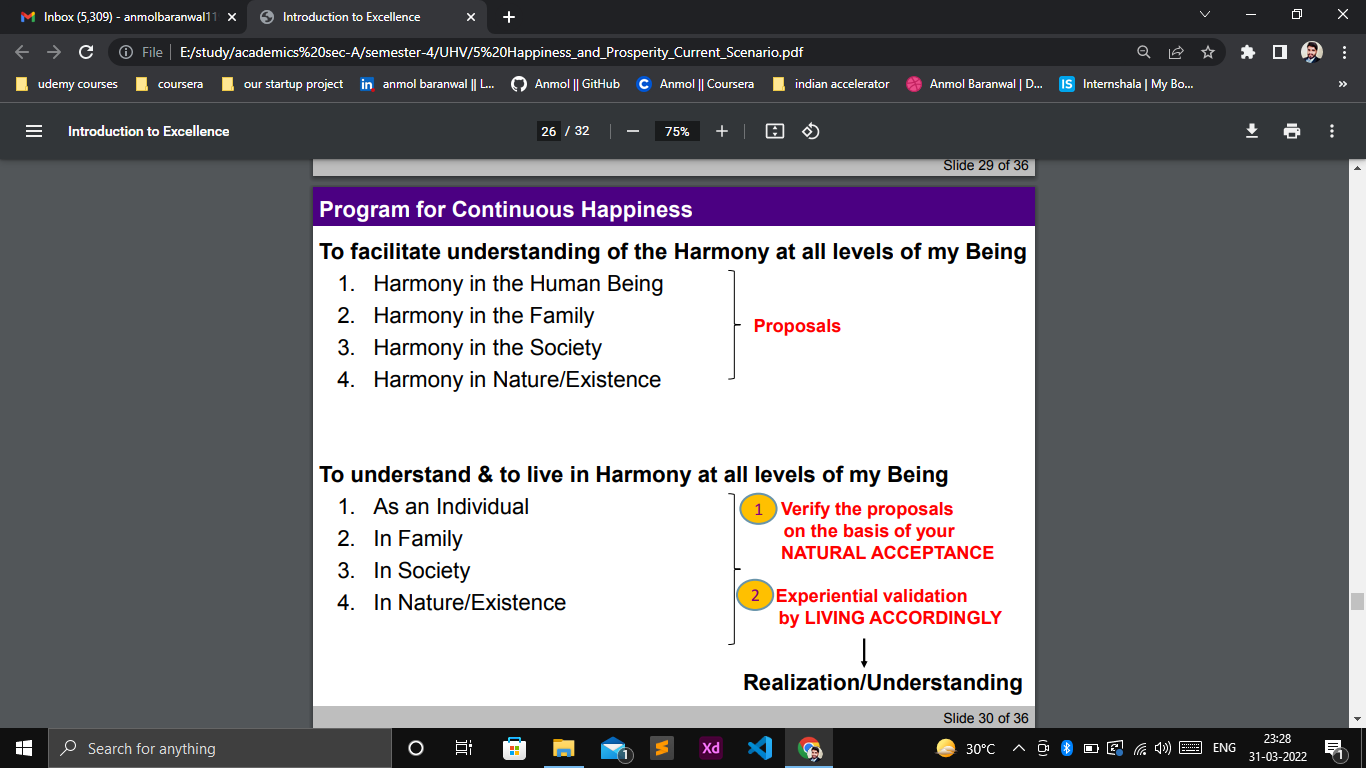 Inbox (5,309) - anmolbaranwal11
Introduction to Excellence
File
E:/study/academics%20sec-A/semester-4/UHV/5%20Happiness_and_Prosperity_Current_Scenario.pdf
udemy courses
coursera
our startup project
in
anmol baranwal || L...
Anmol || GitHub
C
Anmol || Coursera
indian accelerator
Anmol Baranwal | D...
IS
Internshala | My Bo...
»
Introduction to Excellence
26 / 32
75%
Slide 29 of 36
Program for Continuous Happiness
To facilitate understanding of the Harmony at all levels of my Being
1. Harmony in the Human Being
2. Harmony in the Family
3. Harmony in the Society
4. Harmony in Nature/Existence
Proposals
To understand & to live in Harmony at all levels of my Being
1. As an Individual
2. In Family
3. In Society
4. In Nature/Existence
1 Verify the proposals
on the basis of your
NATURAL ACCEPTANCE
2 Experiential validation
by LIVING ACCORDINGLY
Realization/Understanding
Slide 30 of 36
Search for anything
1
Xd
30°C
ENG
23:28
31-03-2022
1